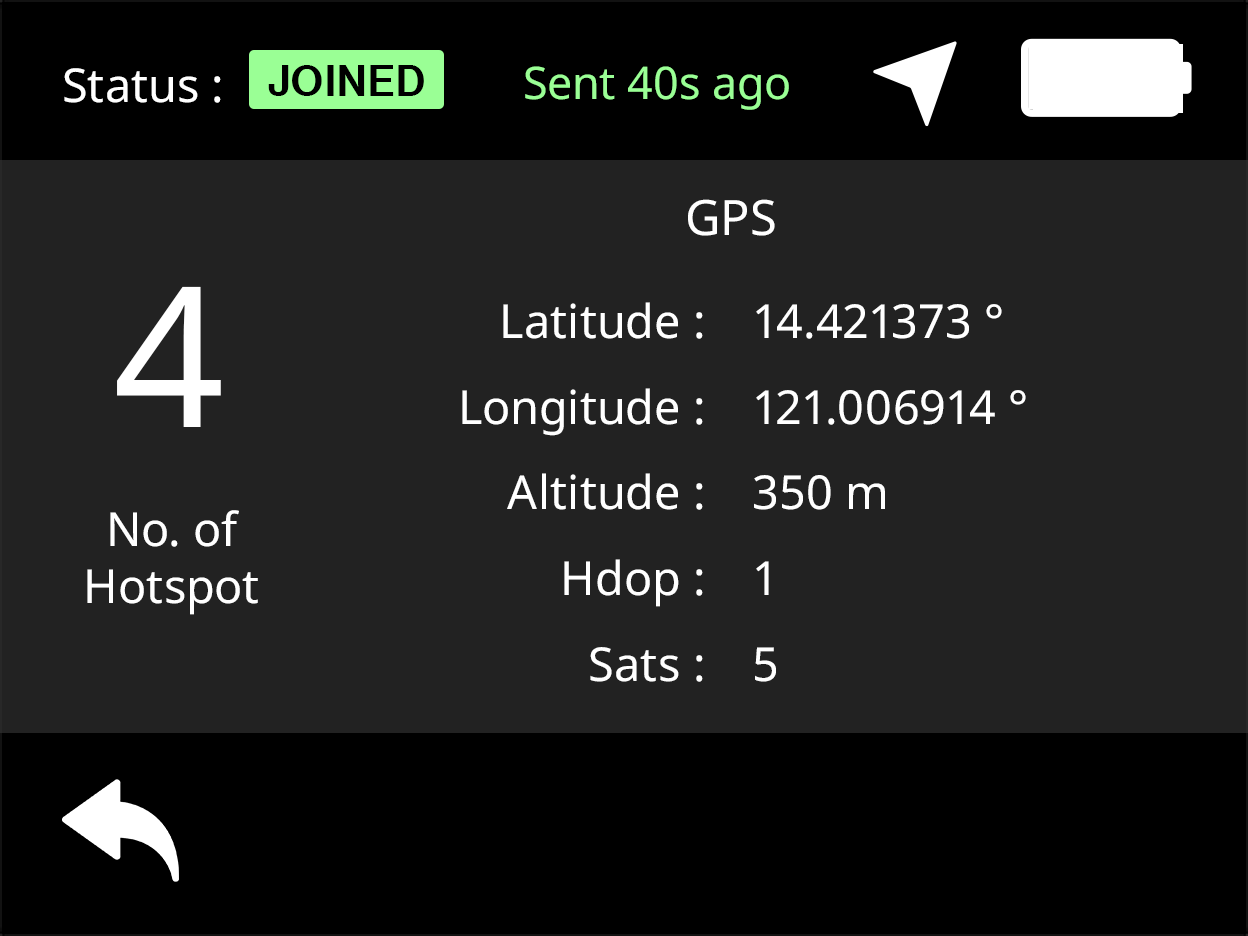 Status : JOINED Sent 40s ago
GPS
4
No. of
Hotspot
Latitude : 14.421373 °
Longitude : 121.006914 °
Altitude : 350 m
Hdop : 1
Sats : 5